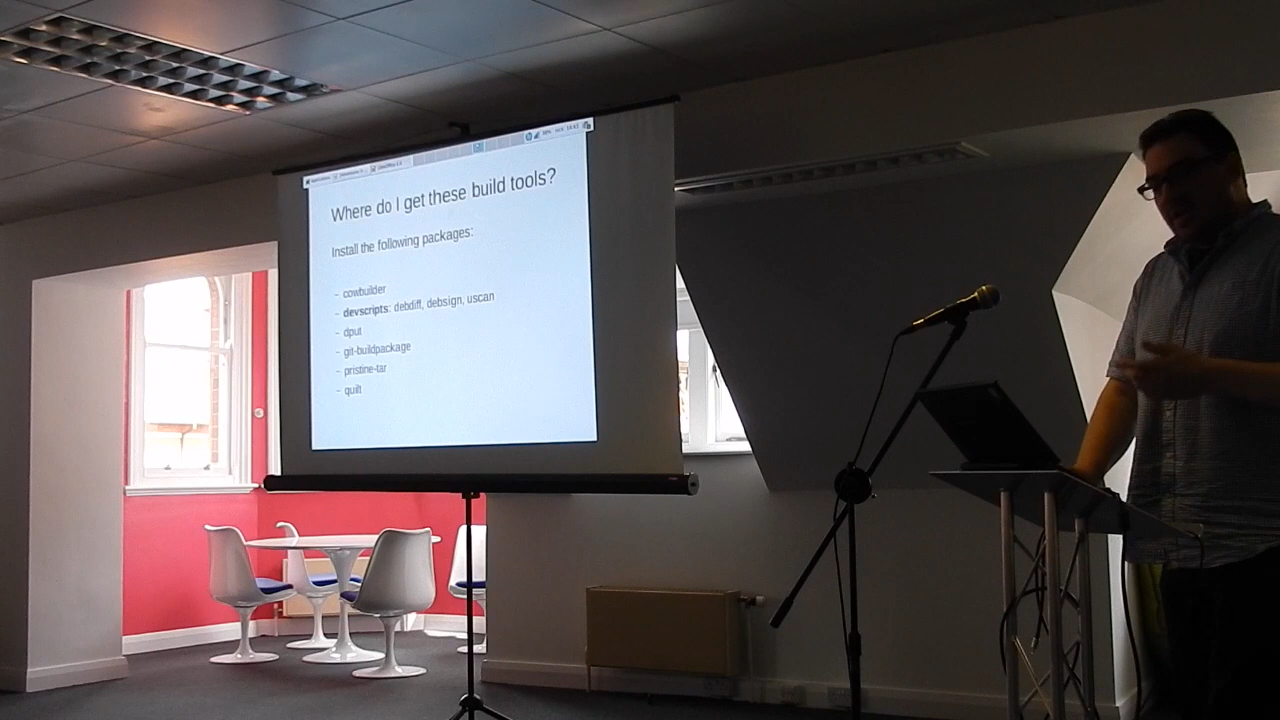 Where do I get these build tools?
Install the following packages:
– cowbuilder
– devscripts: debdiff, debsign, uscan
– dput
– git-buildpackage
– pristine-tar
– quilt